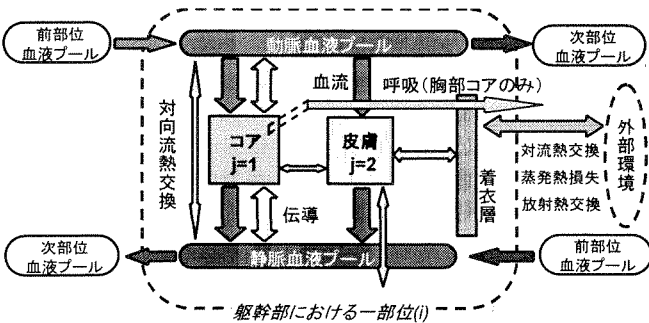 前部位
血液プール
動脈血液プール
次部位
血液プール
血流
呼吸(胸部コアのみ)
対向流熱交換
コア
j=1
皮膚
j=2
着衣層
対流熱交換
蒸発熱損失
放射熱交換
外部環境
伝導
次部位
血液プール
静脈血液プール
前部位
血液プール
躯幹部における一部位(i)